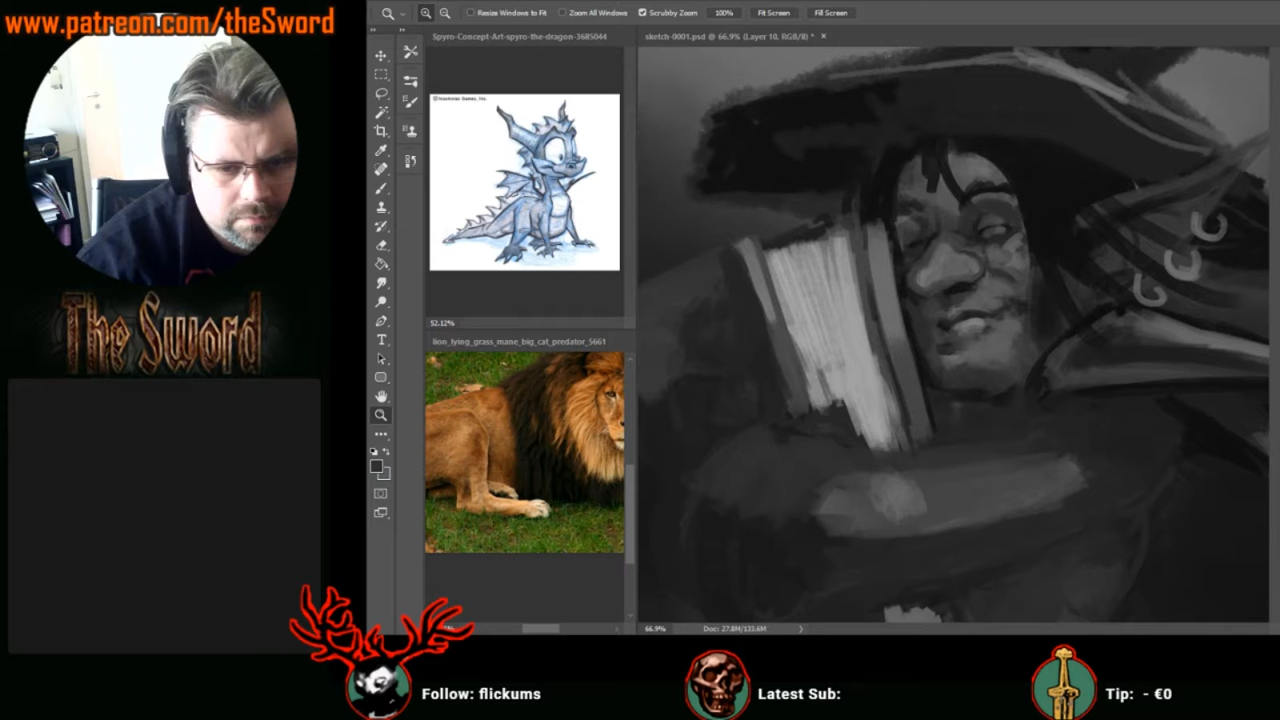 www.patreon.com/theSword
Resize Windows to Fit
Zoom All Windows
Scrubby Zoom
100%
Fit Screen
Fill Screen
Spyro-Concept-Art-spyro-the-dragon-3685044
sketch-0001.psd @ 66.9% (Layer 10, RGB/8) *
52.12%
lion_lying_grass_mane_big_cat_predator_5661
The Sword
66.9%
Doc: 27.8M/133.6M
Follow: flickums
Latest Sub:
Tip: - €0